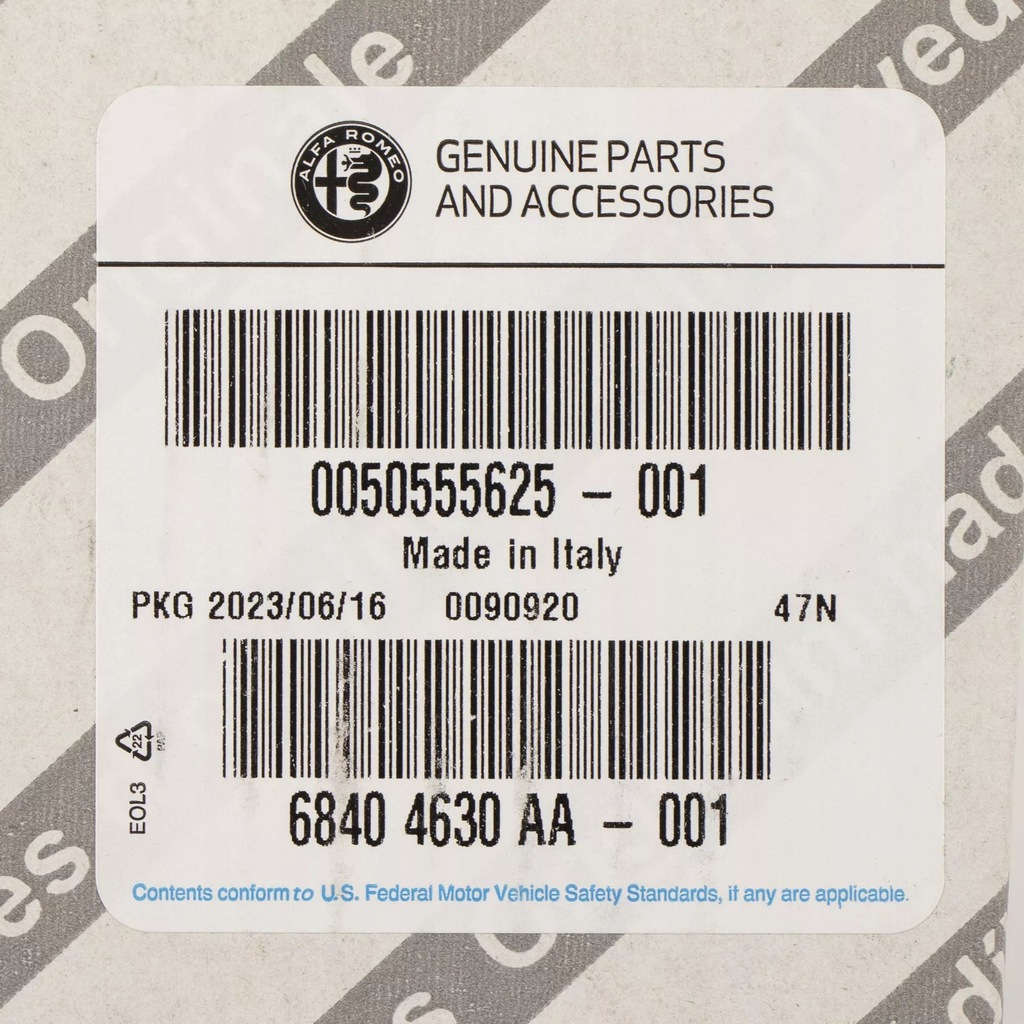 ALFA ROMEO
GENUINE PARTS
AND ACCESSORIES
0050555625 - 001
Made in Italy
PKG 2023/06/16 0090920 47N
22
PAP
EOL3
6840 4630 AA - 001
Contents conform to U.S. Federal Motor Vehicle Safety Standards, if any are applicable.